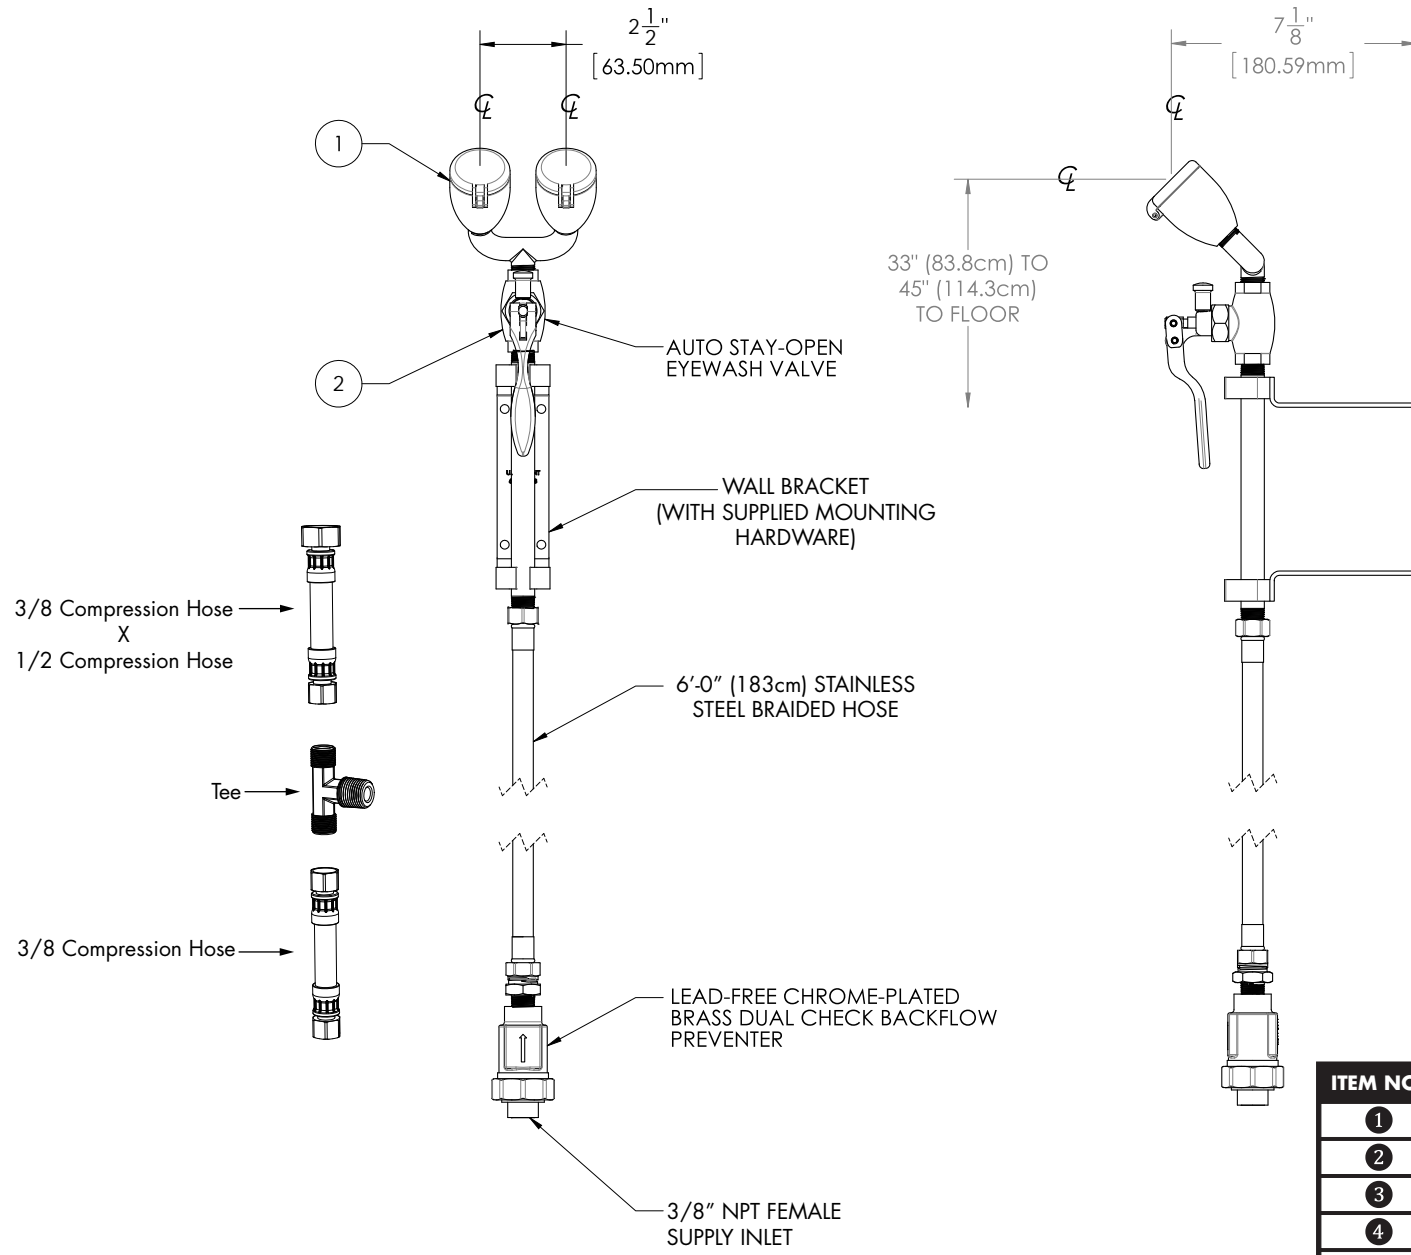 2 1/2"
[63.50mm]
7 1/8"
[180.59mm]
℄
℄
℄
℄
1
33" (83.8cm) TO
45" (114.3cm)
TO FLOOR
2
AUTO STAY-OPEN
EYEWASH VALVE
WALL BRACKET
(WITH SUPPLIED MOUNTING
HARDWARE)
3/8 Compression Hose
X
1/2 Compression Hose
6'-0" (183cm) STAINLESS
STEEL BRAIDED HOSE
Tee
3/8 Compression Hose
LEAD-FREE CHROME-PLATED
BRASS DUAL CHECK BACKFLOW
PREVENTER
3/8" NPT FEMALE
SUPPLY INLET
ITEM
1
2
3
4